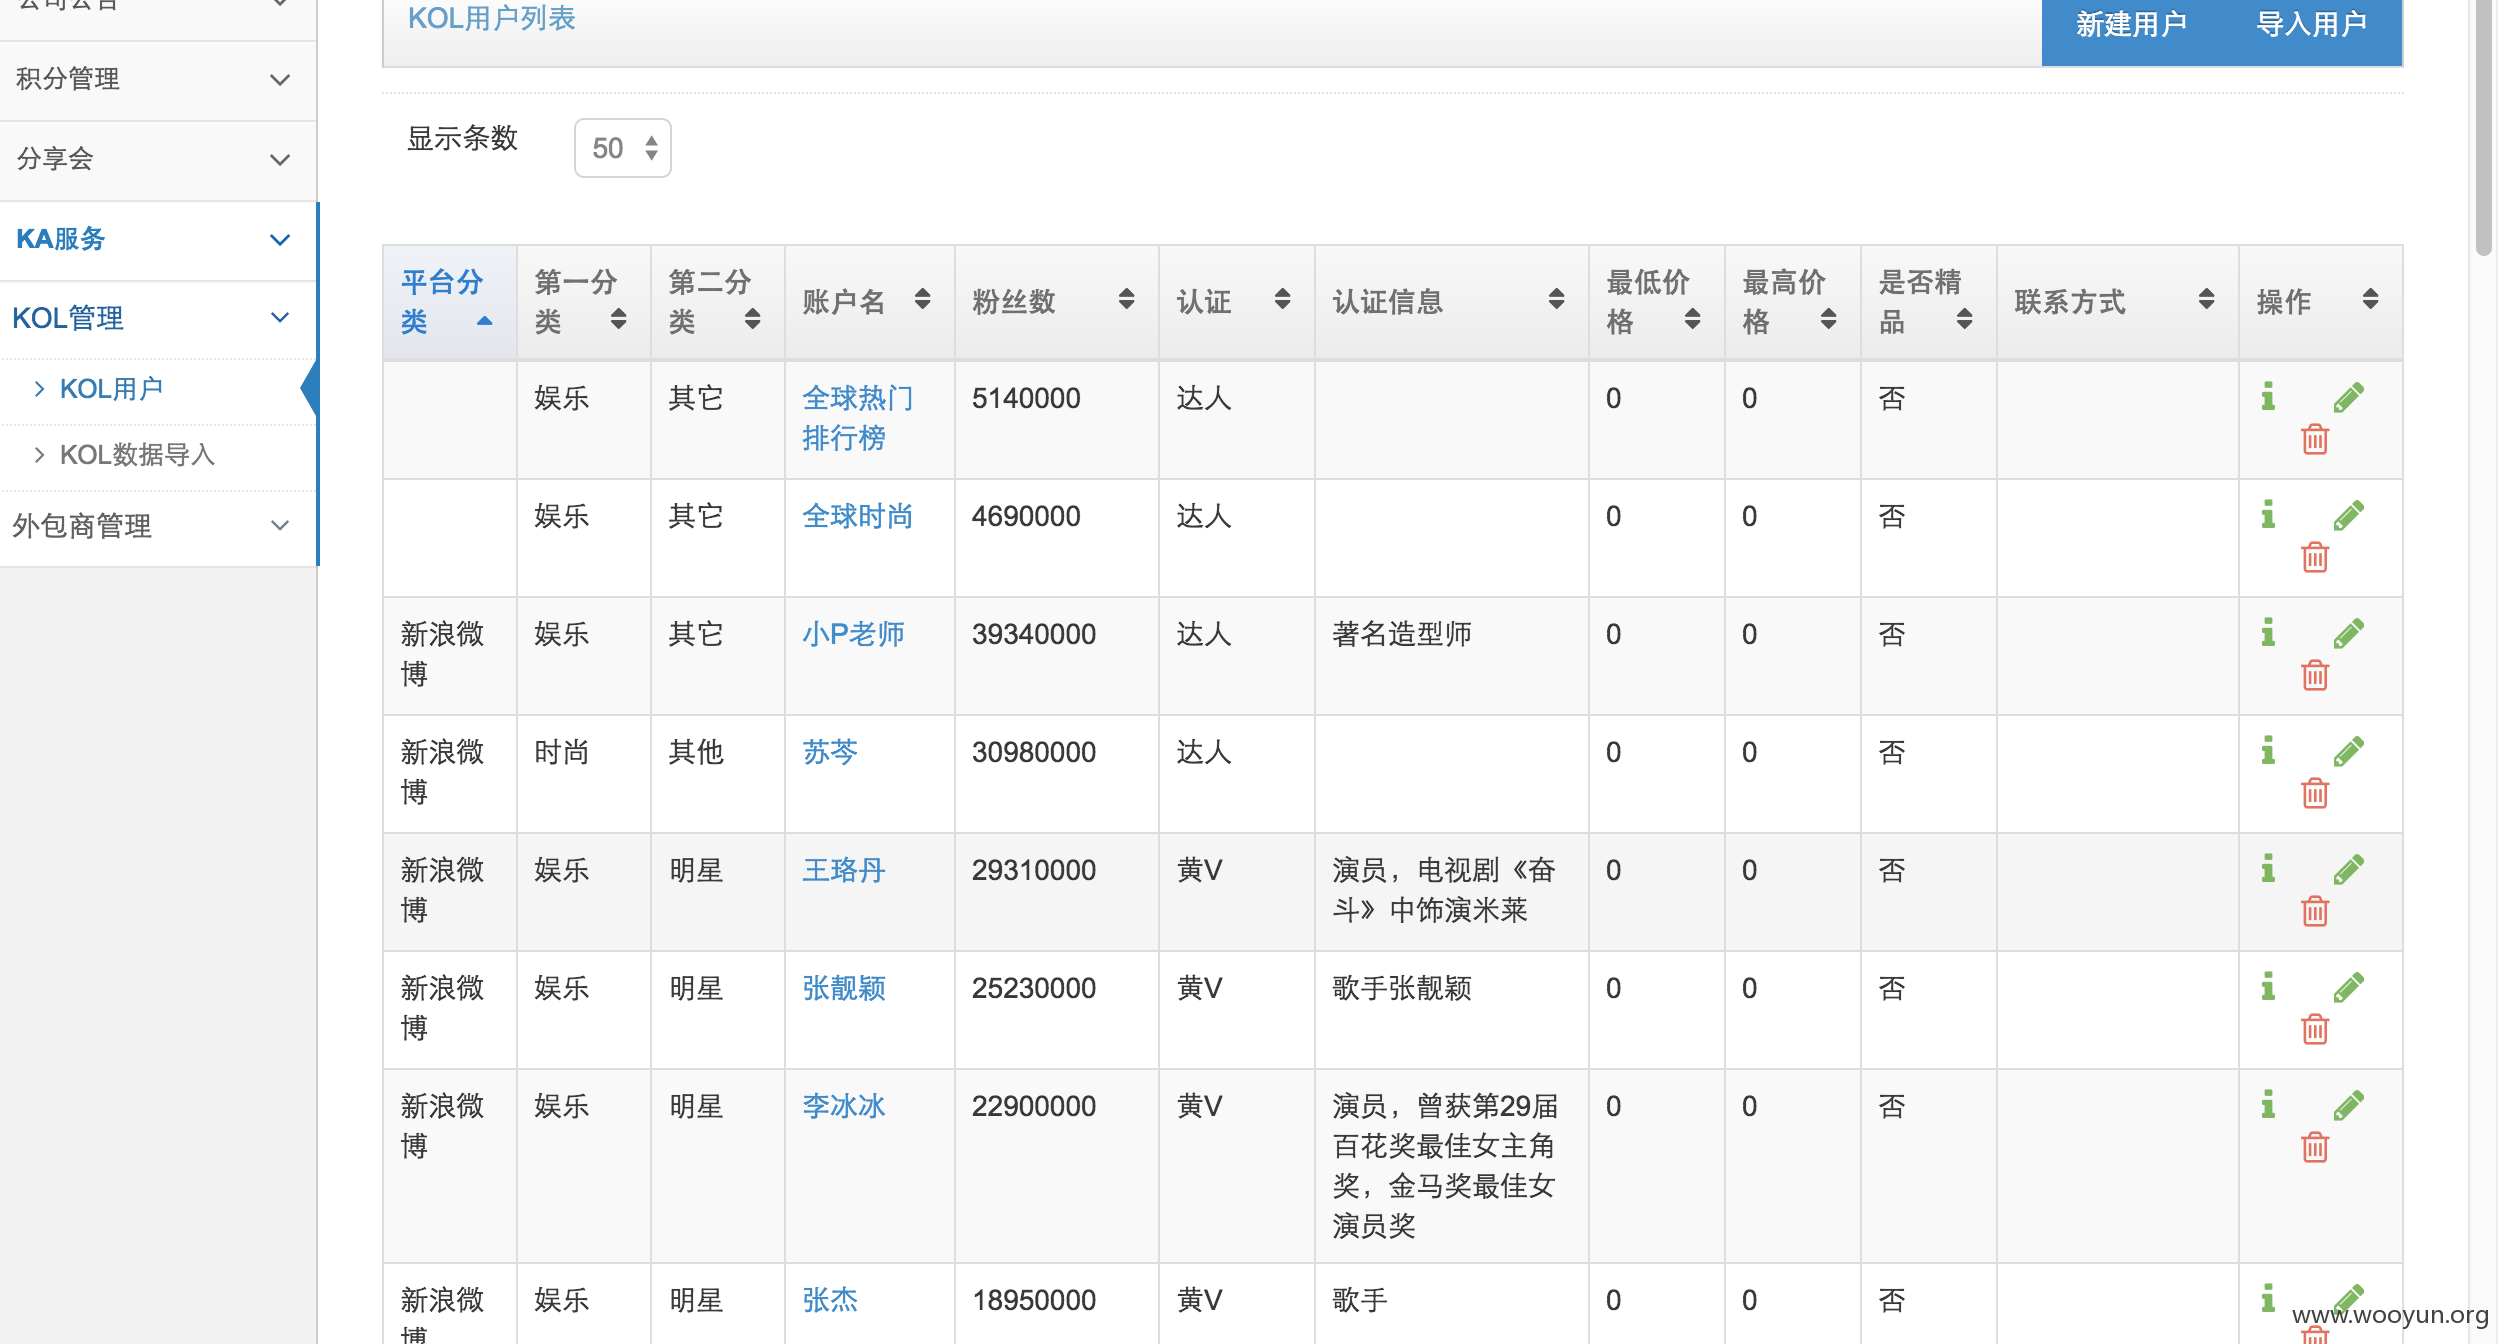 公司公告
积分管理
分享会
KA服务
KOL管理
KOL用户
KOL数据导入
外包商管理
KOL用户列表
新建用户
导入用户
显示条数
50
平台分类 第一分类 第二分类 账户名 粉丝数 认证 认证信息 最低价格 最高价格 是否精品 联系方式 操作
娱乐 其它 全球热门排行榜 5140000 达人 0 0 否
娱乐 其它 全球时尚 4690000 达人 0 0 否
新浪微博 娱乐 其它 小P老师 39340000 达人 著名造型师 0 0 否
新浪微博 时尚 其他 苏芩 30980000 达人 0 0 否
新浪微博 娱乐 明星 王珞丹 29310000 黄V 演员，电视剧《奋斗》中饰演米莱 0 0 否
新浪微博 娱乐 明星 张靓颖 25230000 黄V 歌手张靓颖 0 0 否
新浪微博 娱乐 明星 李冰冰 22900000 黄V 演员，曾获第29届百花奖最佳女主角奖，金马奖最佳女演员奖 0 0 否
新浪微博 娱乐 明星 张杰 18950000 黄V 歌手 0 0 否
www.wooyun.org